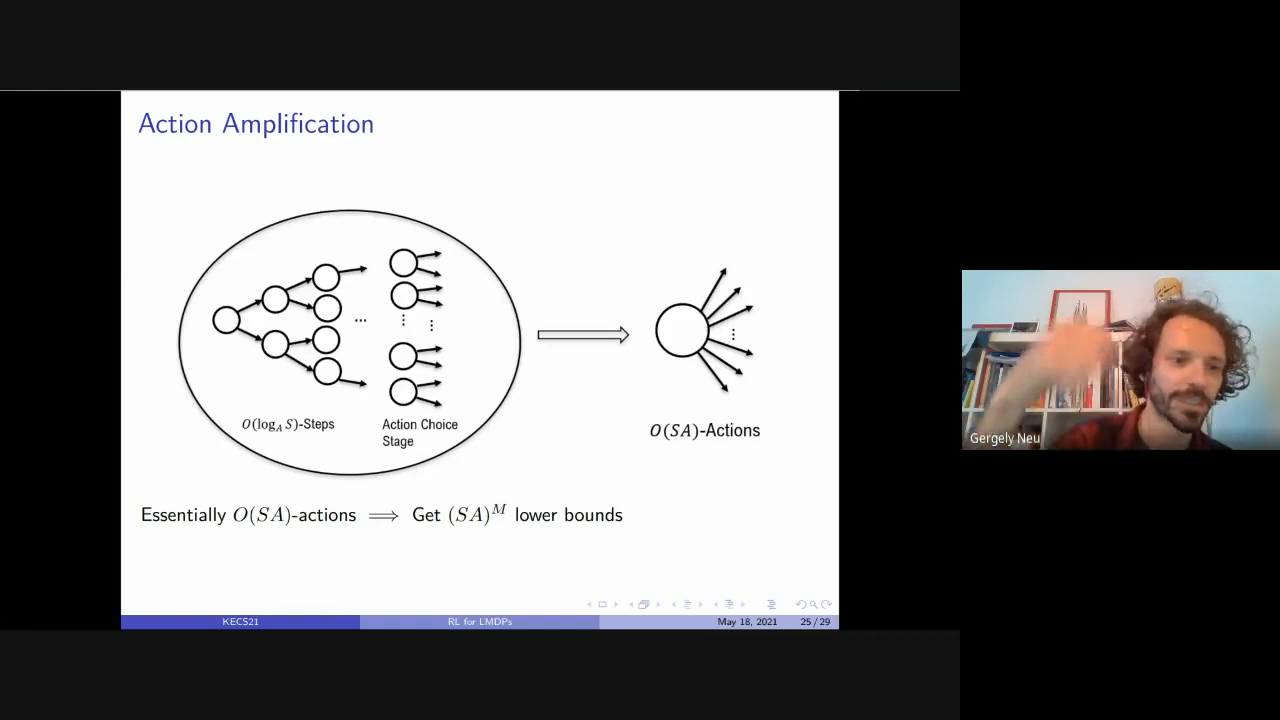 Action Amplification
O(log_A S)-Steps
Action Choice
Stage
O(SA)-Actions
Essentially O(SA)-actions ⟹ Get (SA)^M lower bounds
KECS21
RL for LMDPs
May 18, 2021
25 / 29
Gergely Neu